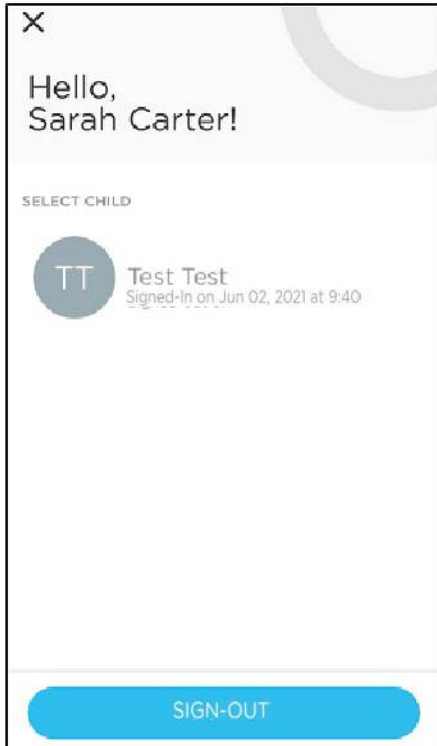 Hello,
Sarah Carter!
SELECT CHILD
TT
Test Test
Signed-In on Jun 02, 2021 at 9:40
SIGN-OUT